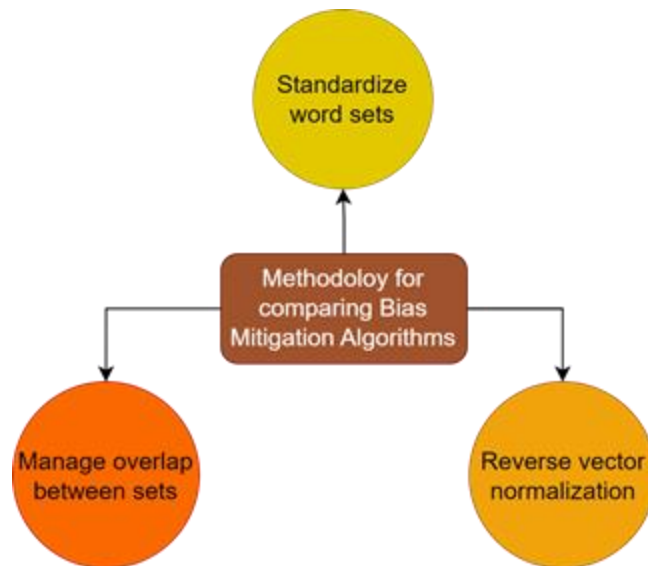 Standardize
word sets
Methodoloy for
comparing Bias
Mitigation Algorithms
Manage overlap
between sets
Reverse vector
normalization